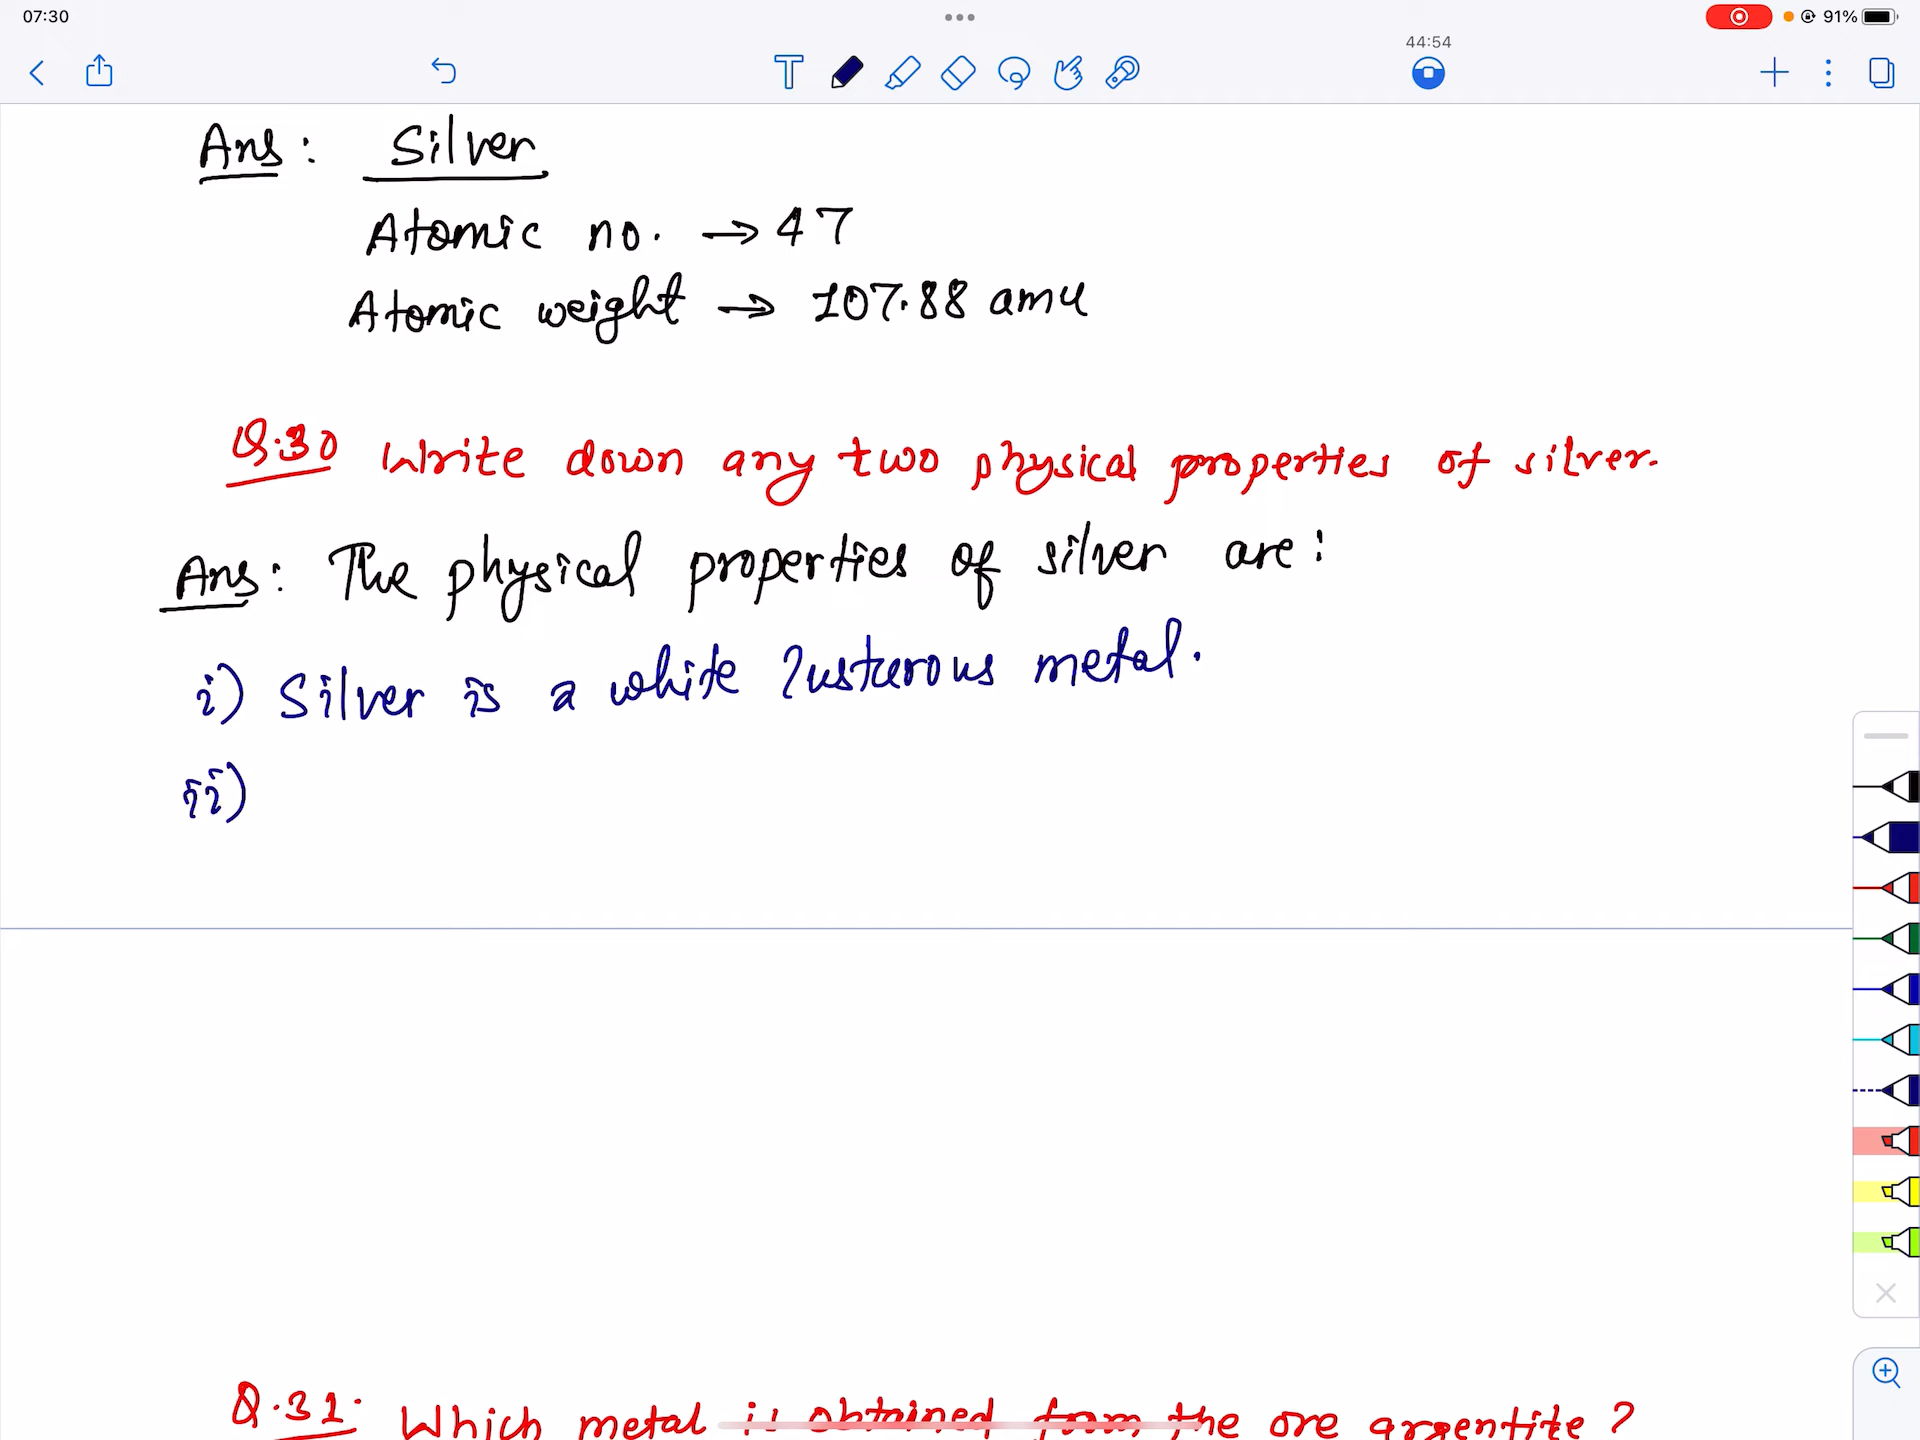 07:30
91%
44:54
T
Ans: Silver
Atomic no. → 47
Atomic weight → 107.88 amu
Q.30 Write down any two physical properties of silver.
Ans: The physical properties of silver are:
i) Silver is a white lusturous metal.
ii)
Q.31. Which metal is obtained from the ore argentite?